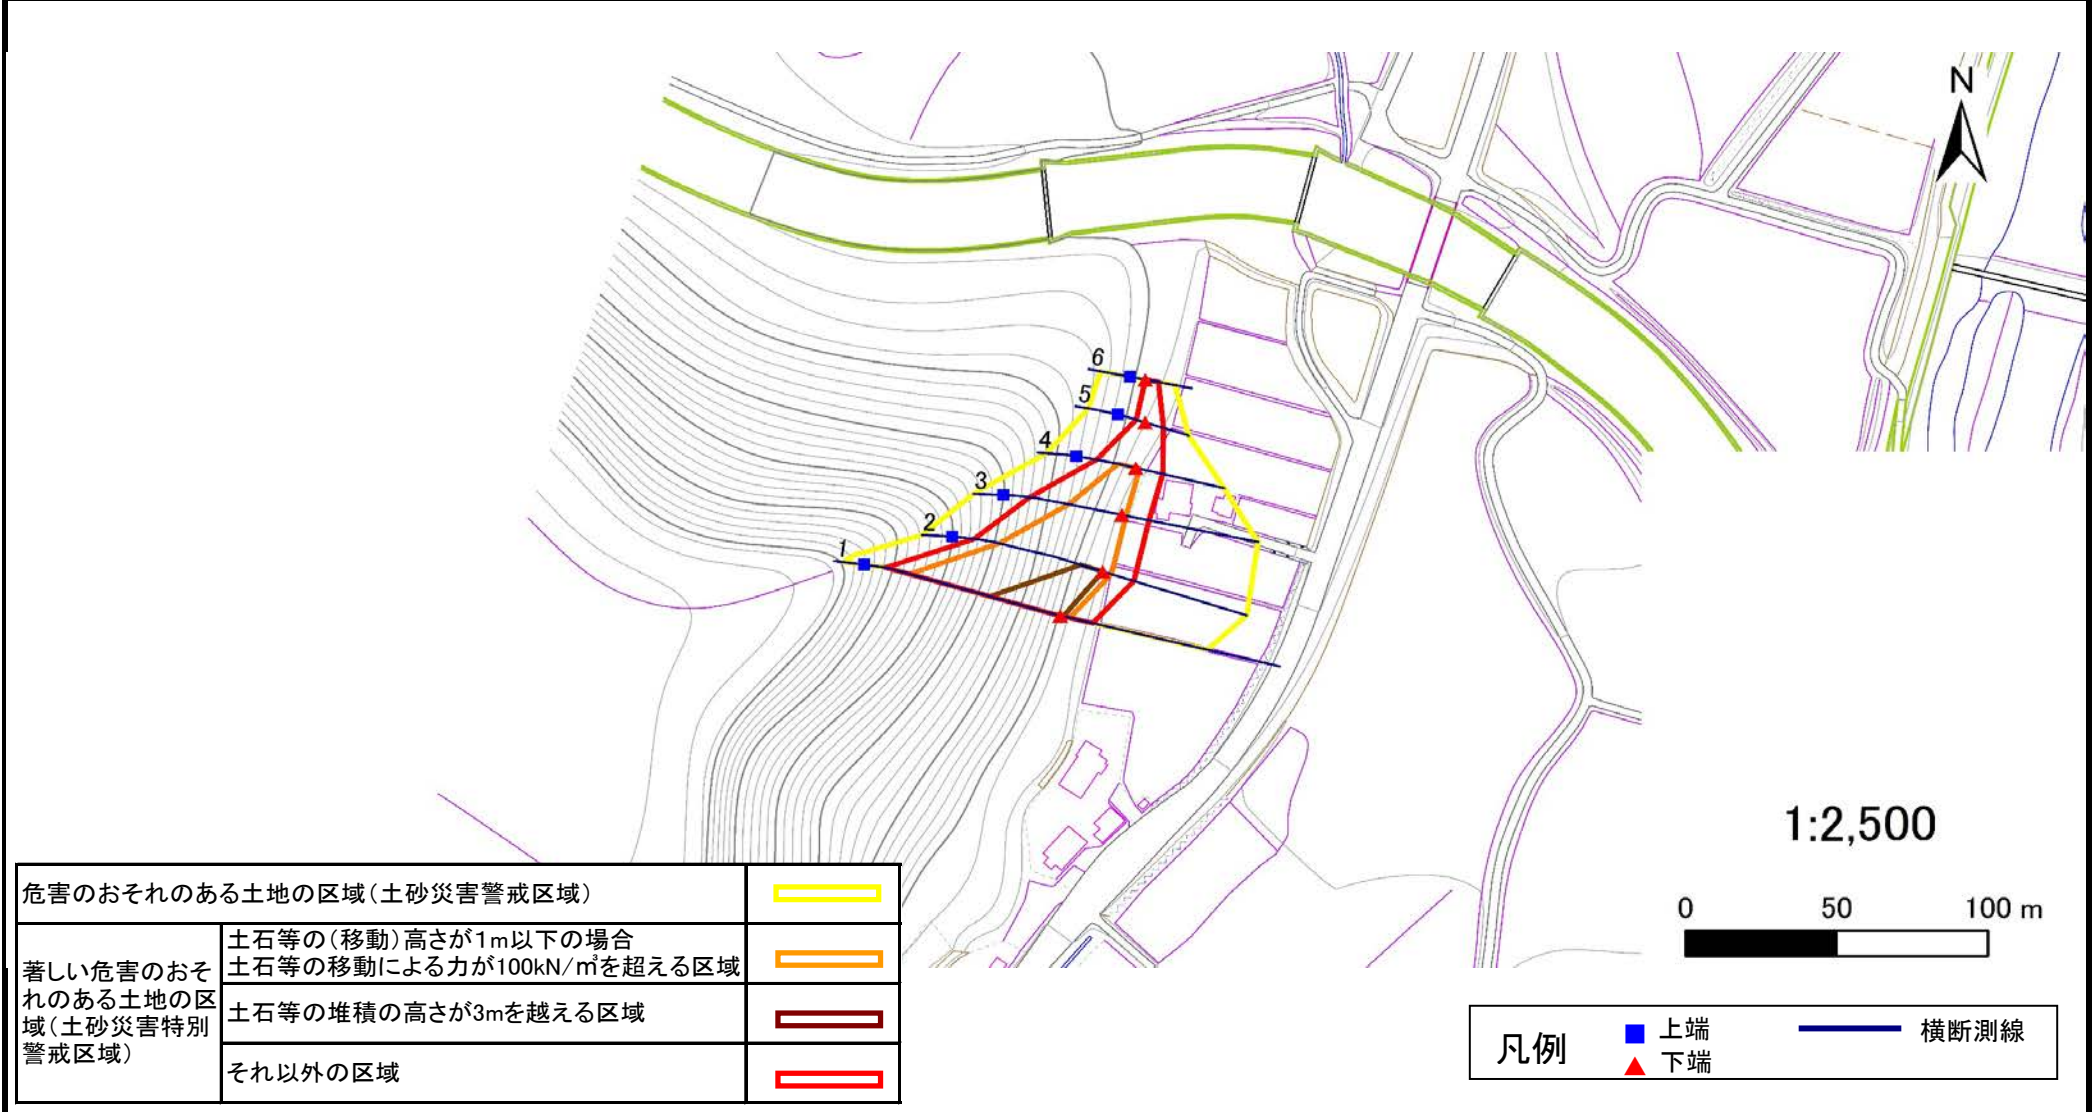 N
6
5
4
3
2
1
1:2,500
0 50 100 m
危害のおそれのある土地の区域(土砂災害警戒区域)
著しい危害のおそ
れのある土地の区
域(土砂災害特別
警戒区域)
土石等の(移動)高さが1m以下の場合
土石等の移動による力が100kN/㎡を超える区域
土石等の堆積の高さが3mを越える区域
それ以外の区域
凡例
上端
下端
横断測線